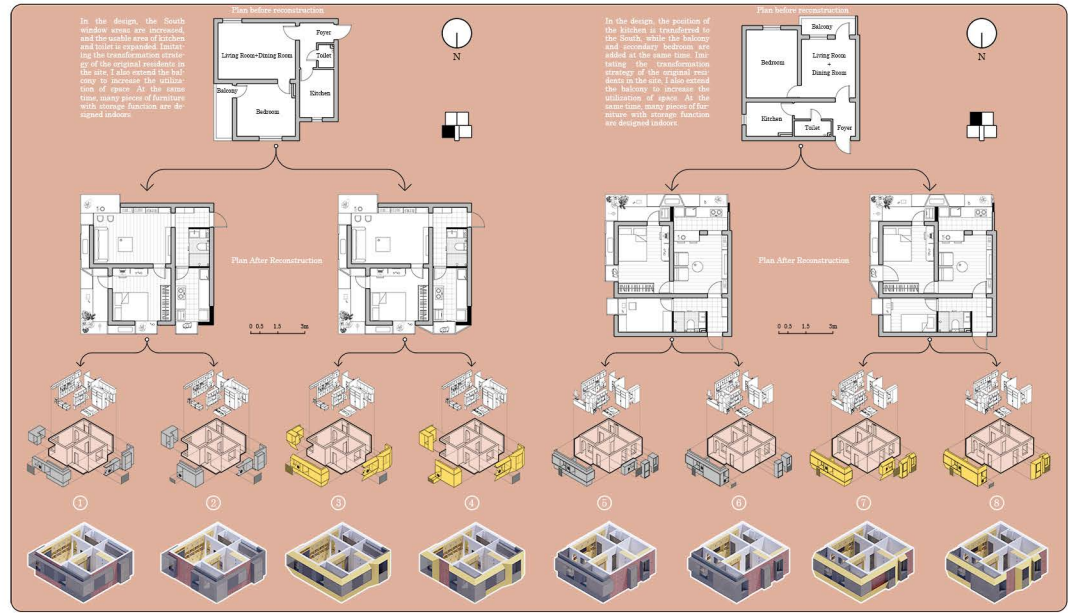 Plan before reconstruction
In the design, the South
window areas are increased,
and the usable area of kitchen
and toilet is expanded. Imitat-
ing the transformation strate-
gy of the original residents in
the site, I also extend the bal-
cony to increase the utiliza-
tion of space. At the same
time, many pieces of furniture
with storage function are de-
signed indoors.
Foyer
Living Room+Dining Room
Toilet
Balcony
Kitchen
Bedroom
N
Plan before reconstruction
In the design, the position of
the kitchen is transferred to
the South, while the balcony
and secondary bedroom are
added at the same time. Imi-
tating the transformation
strategy of the original resi-
dents in the site, I also extend
the balcony to increase the
utilization of space. At the
same time, many pieces of fur-
niture with storage function
are designed indoors.
Balcony
Bedroom
Living Room
+
Dining Room
Kitchen
Toilet
Foyer
N
Plan After Reconstruction
0 0.5 1.5 3m
Plan After Reconstruction
0 0.5 1.5 3m
1
2
3
4
5
6
7
8